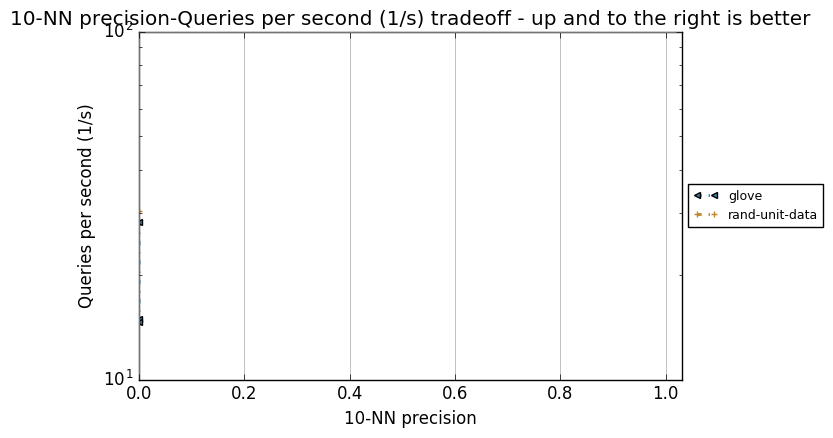 10-NN precision-Queries per second (1/s) tradeoff - up and to the right is better
10²
Queries per second (1/s)
glove
rand-unit-data
10¹
0.0 0.2 0.4 0.6 0.8 1.0
10-NN precision